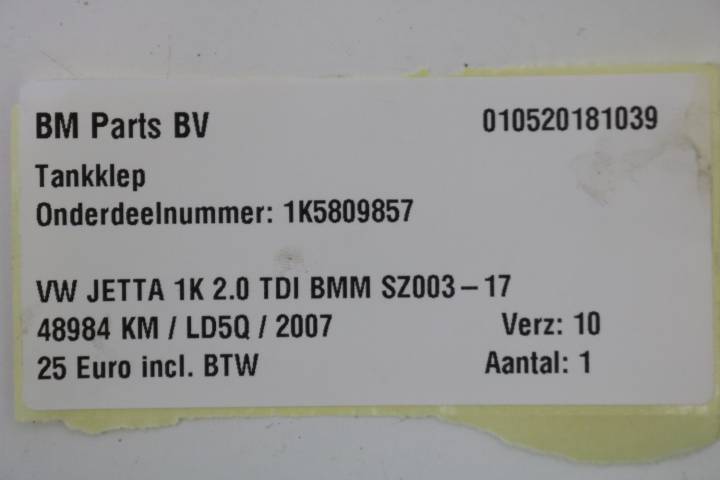 BM Parts BV 010520181039
Tankklep
Onderdeelnummer: 1K5809857
VW JETTA 1K 2.0 TDI BMM SZ003-17
48984 KM / LD5Q / 2007 Verz: 10
25 Euro incl. BTW Aantal: 1